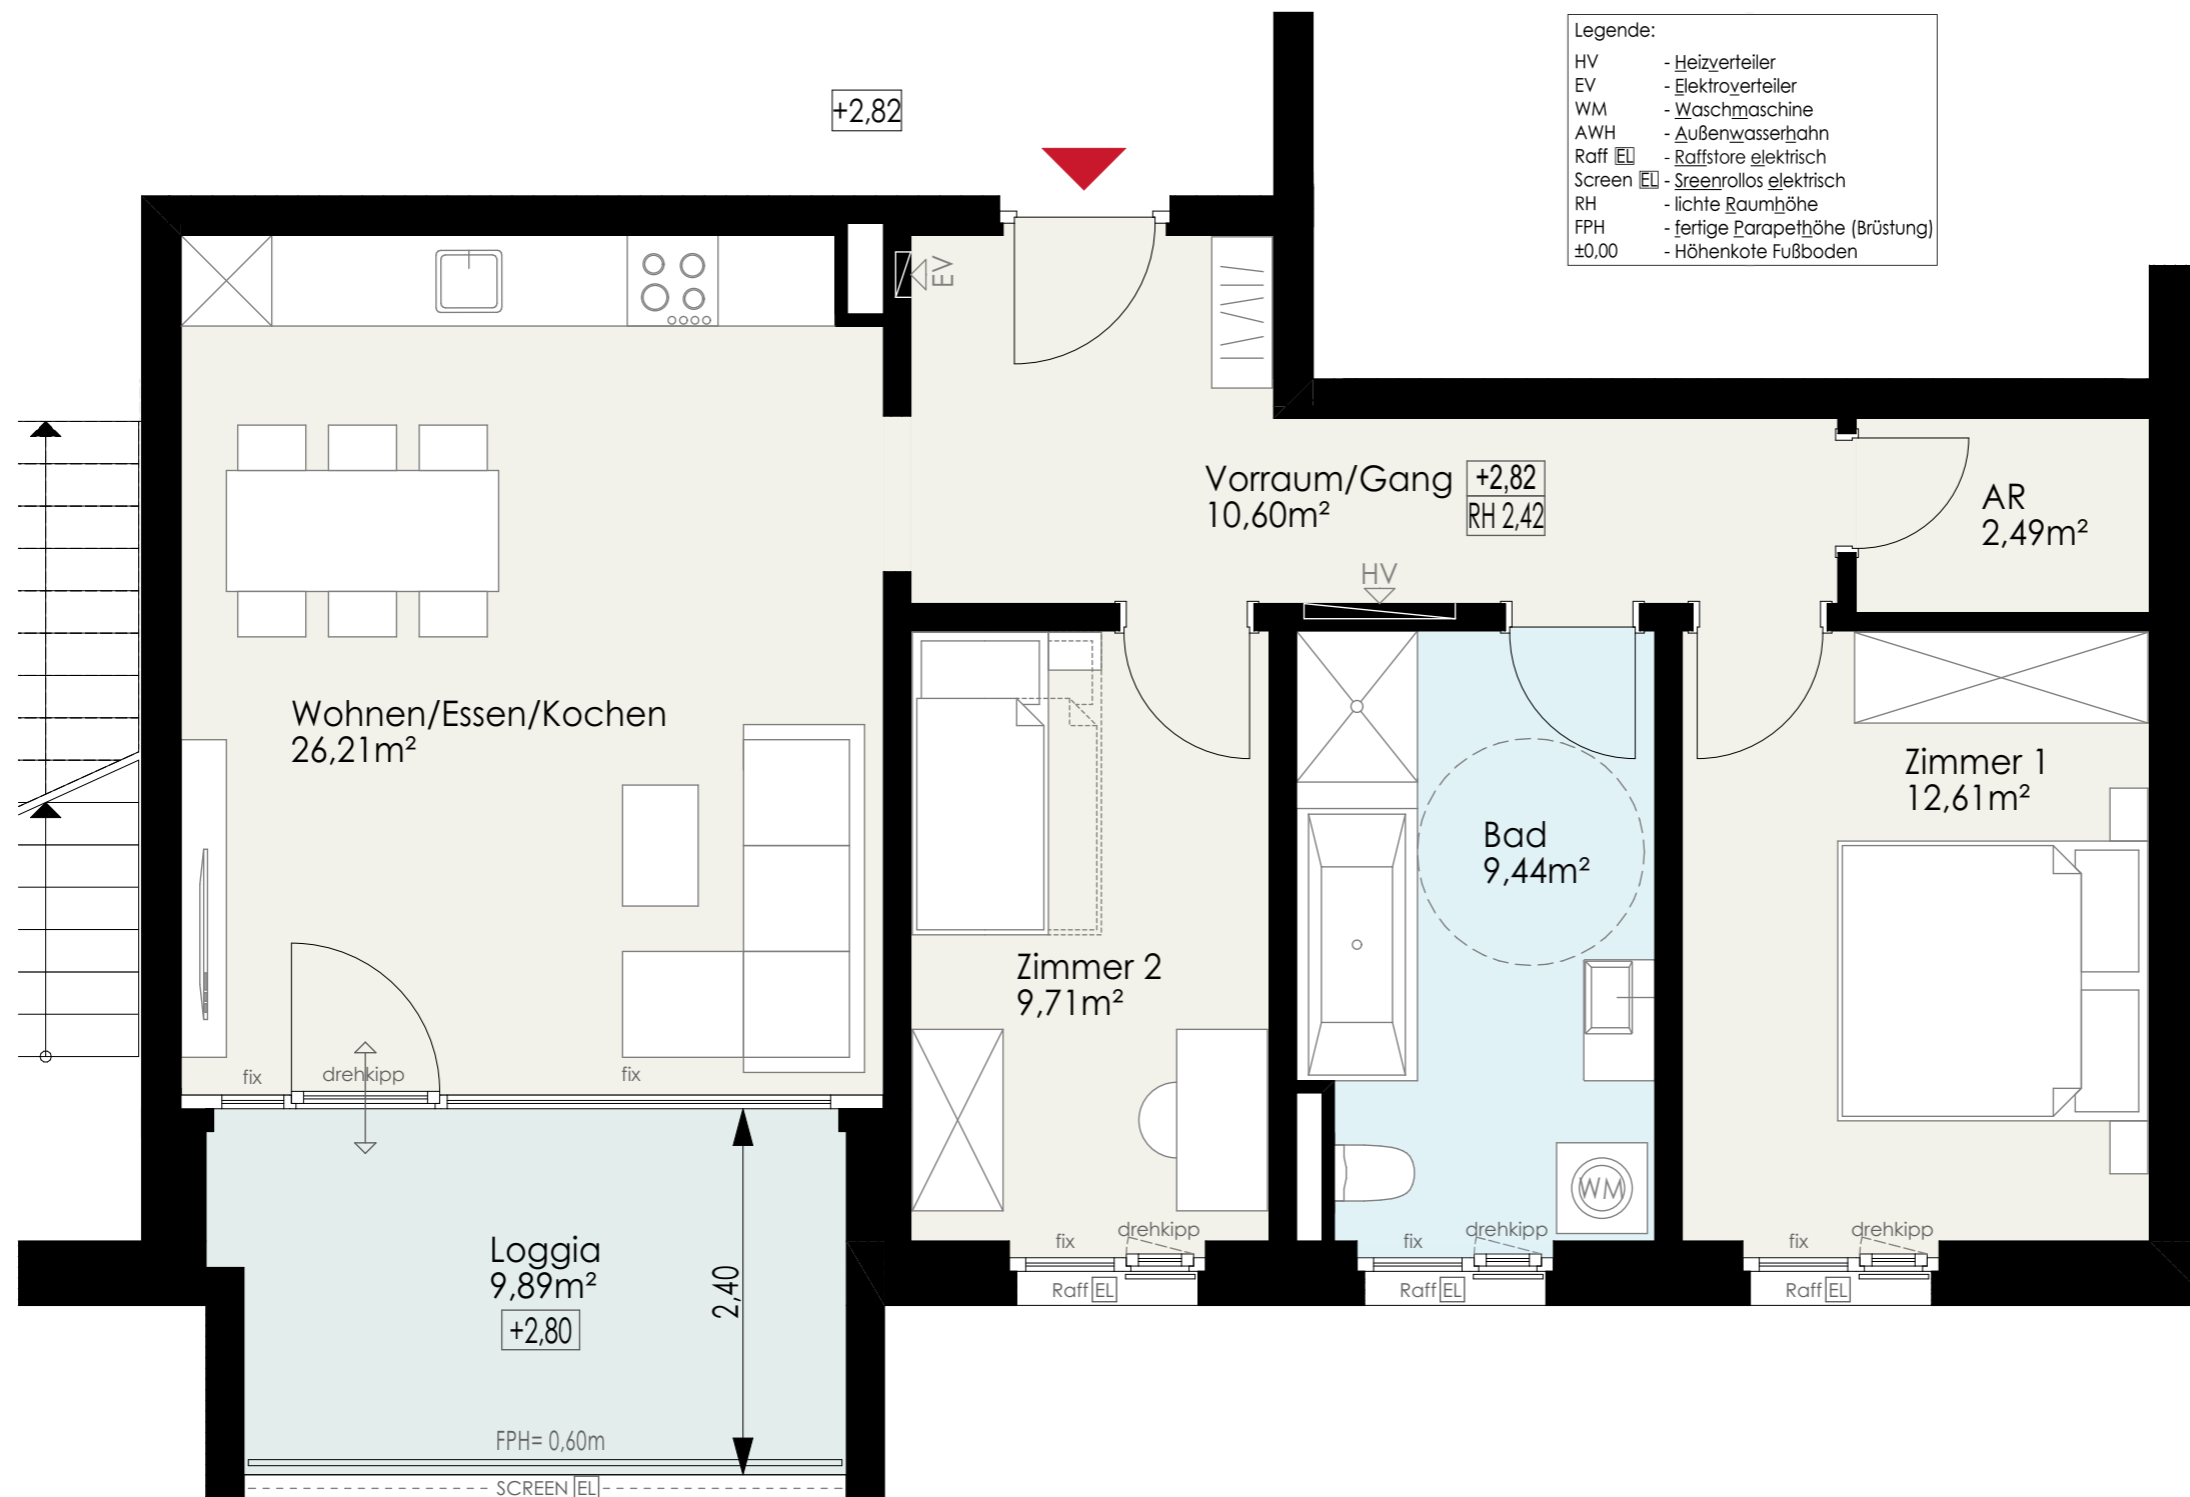 Legende:
HV - Heizverteiler
EV - Elektroverteiler
WM - Waschmaschine
AWH - Außenwasserhahn
Raff EL - Raffstore elektrisch
Screen EL - Sreenrollos elektrisch
RH - lichte Raumhöhe
FPH - fertige Parapethöhe (Brüstung)
±0,00 - Höhenkote Fußboden
+2,82
EV
Vorraum/Gang
10,60m²
+2,82
RH 2,42
AR
2,49m²
HV
Wohnen/Essen/Kochen
26,21m²
Zimmer 1
12,61m²
Bad
9,44m²
Zimmer 2
9,71m²
fix
drehkipp
fix
WM
fix
drehkipp
fix
drehkipp
fix
drehkipp
Raff EL
Raff EL
Raff EL
Loggia
9,89m²
+2,80
2,40
FPH= 0,60m
SCREEN EL